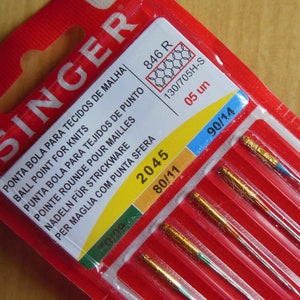 SINGER
846 R
130/705H-S
05 un
PONTA BOLA PARA TECIDOS DE MALHA
BALL POINT FOR KNITS
PUNTA BOLA PARA TEJIDOS DE PUNTO
POINTE RONDE POUR MAILLES
NADELN FÜR STRICKWARE
PER MAGLIA CON PUNTA SFERA
2045
80/11
90/14